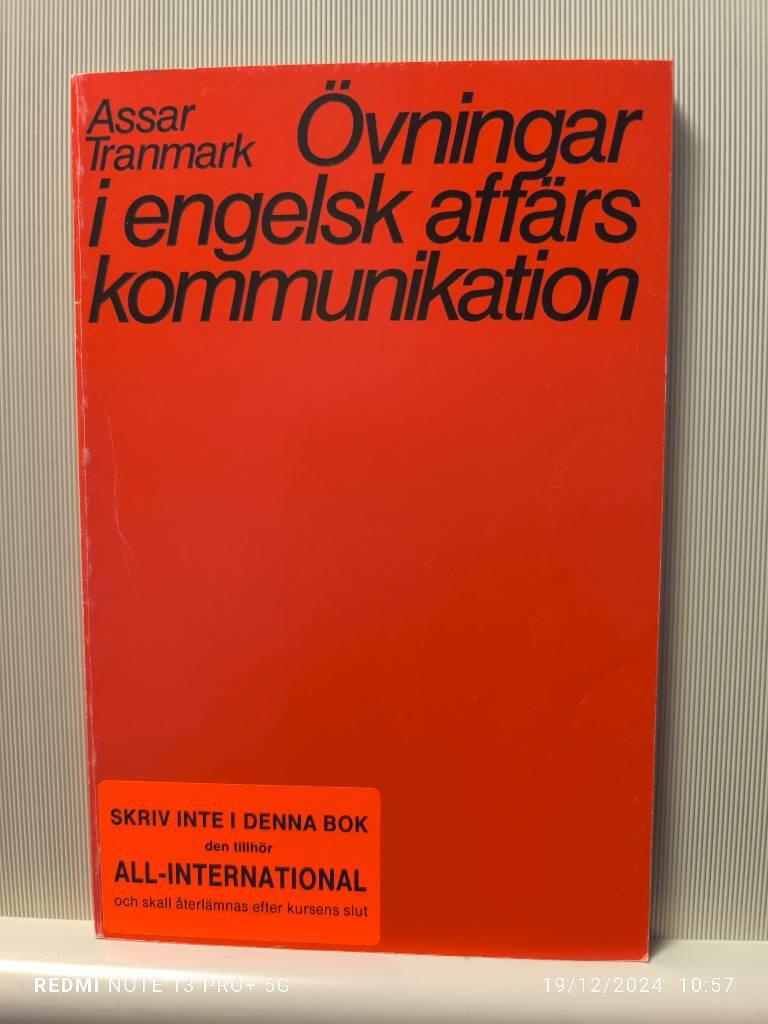 Assar
Tranmark
Övningar
i engelsk affärs
kommunikation
SKRIV INTE I DENNA BOK
den tillhör
ALL-INTERNATIONAL
och skall återlämnas efter kursens slut
REDMI NOTE 13 PRO+ 5G
19/12/2024 10:57